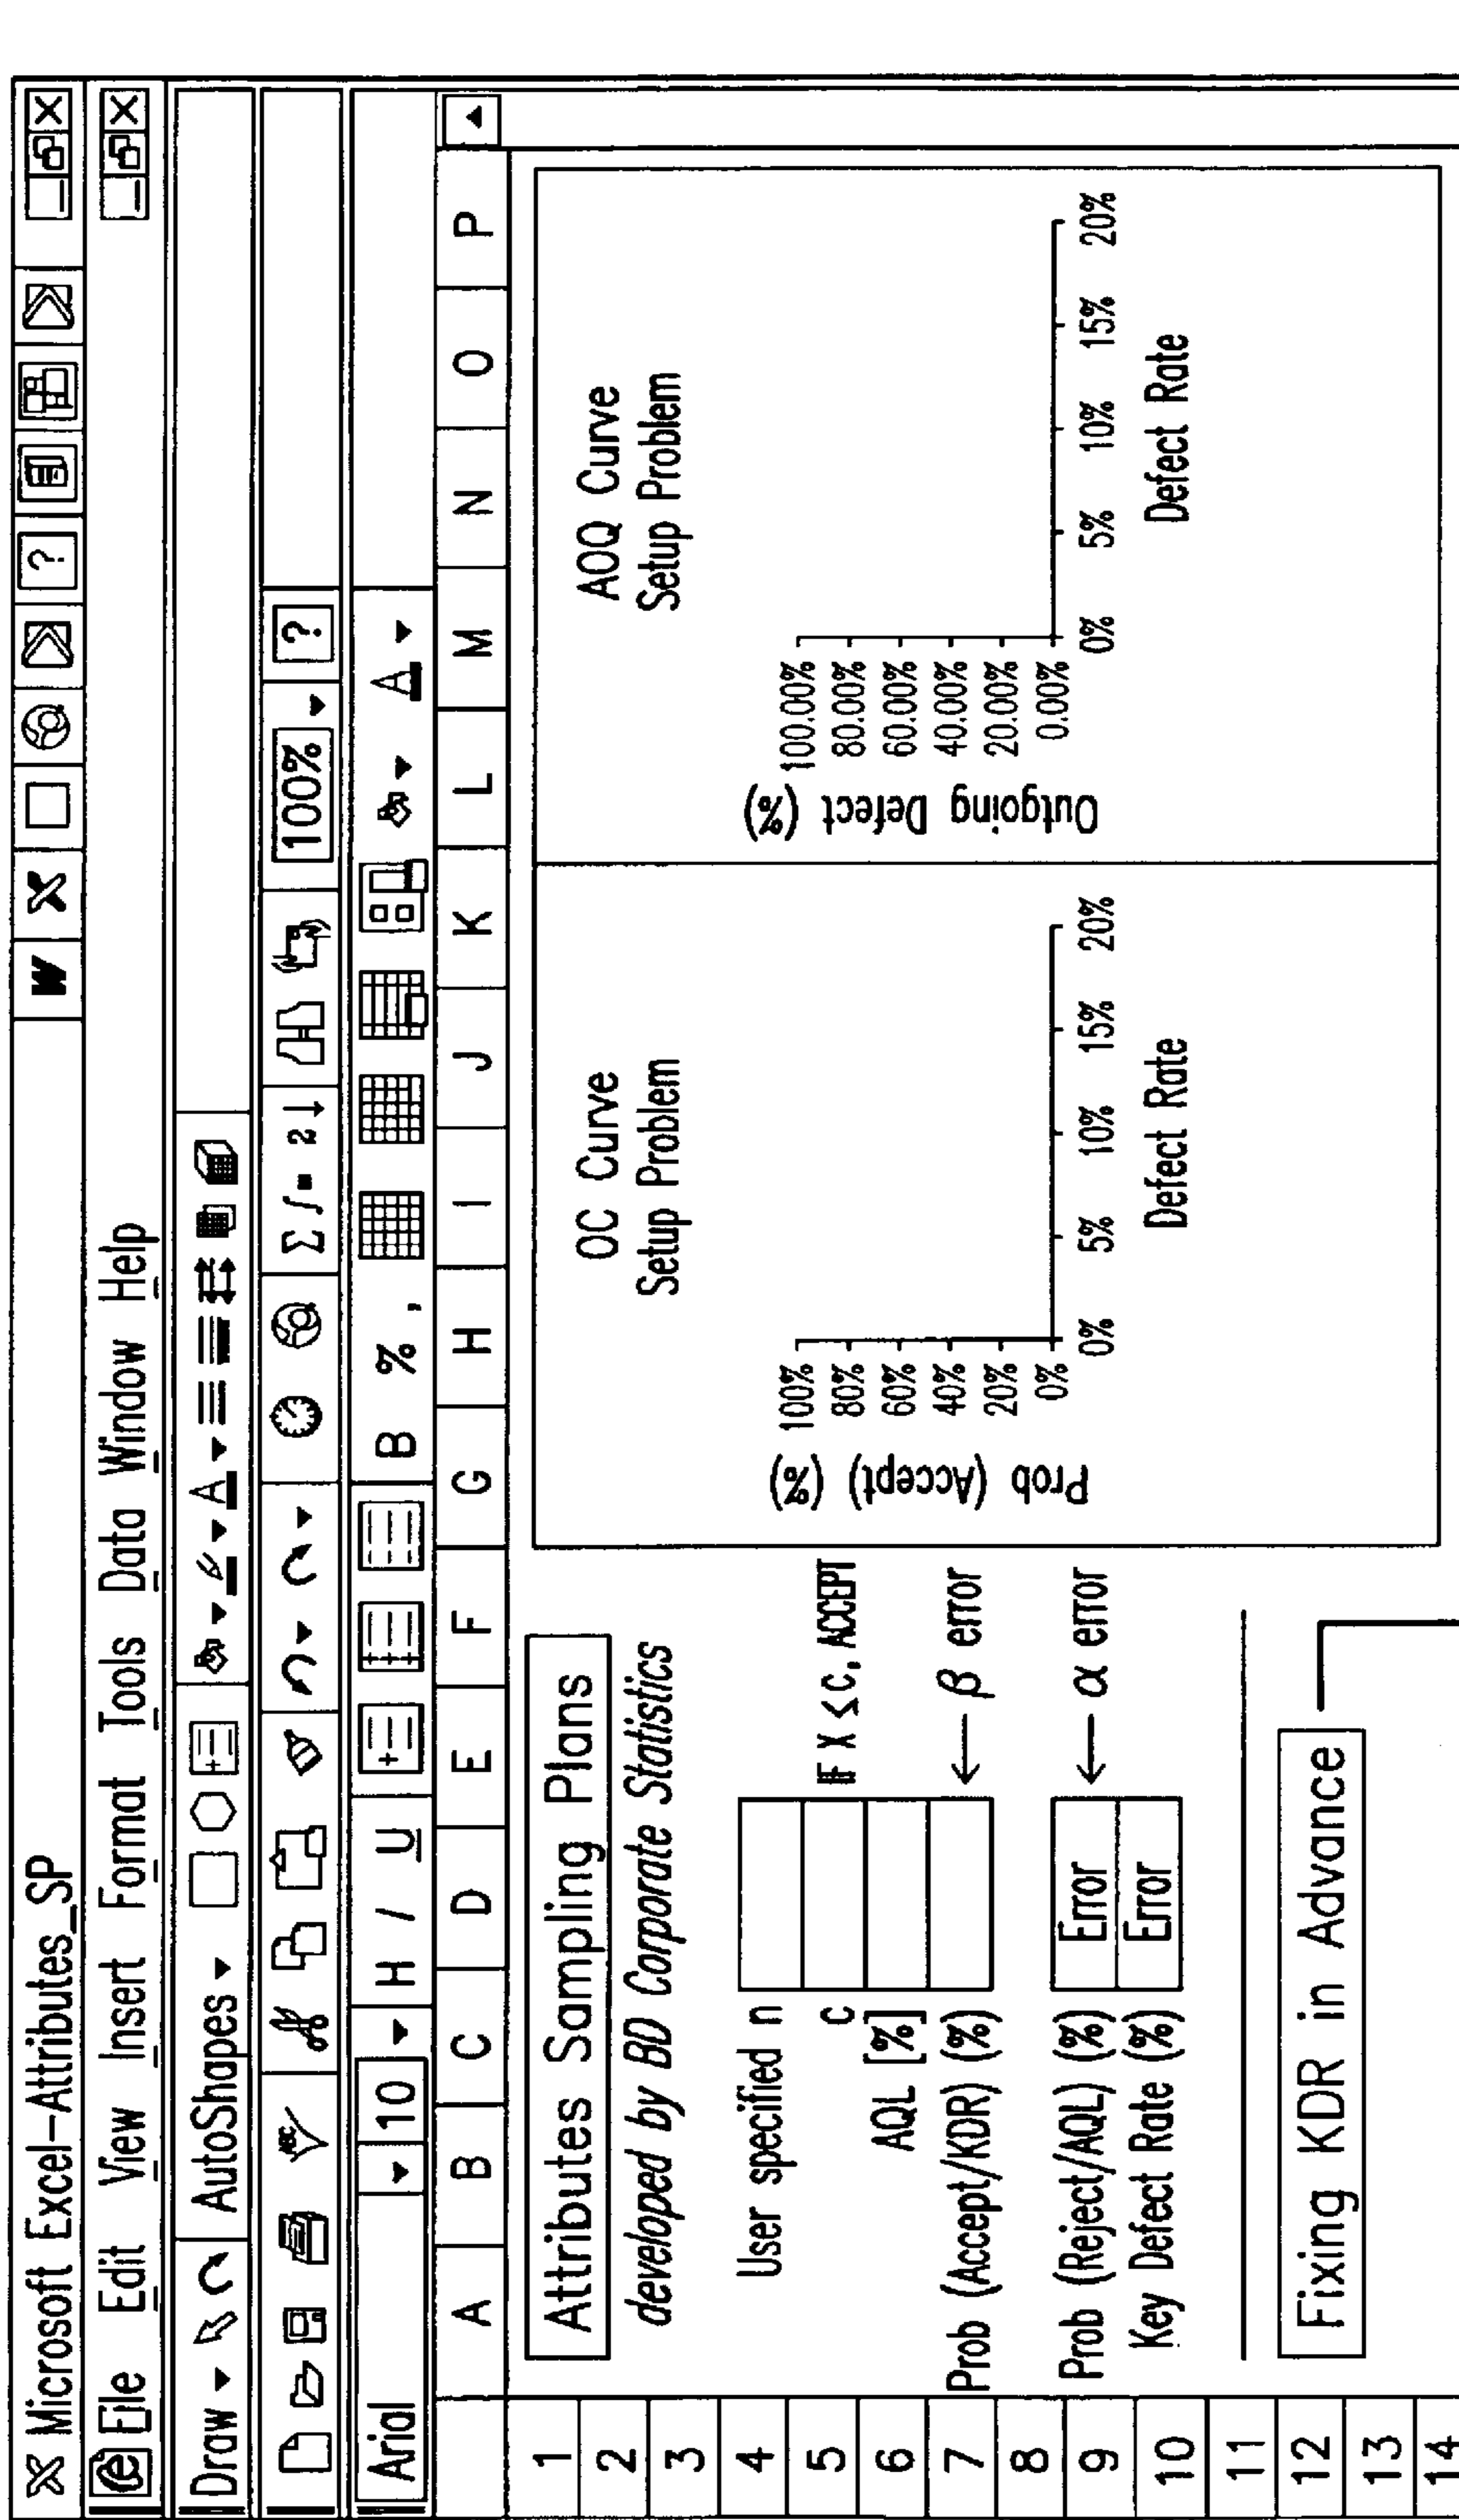 Microsoft Excel-Attributes_SP
File Edit View Insert Format Tools Data Window Help
Draw AutoShapes
100% ?
Arial 10 H / U B % ,
A B C D E F G H I J K L M N O P
1
2
3
4
5
6
7
8
9
10
11
12
13
14
Attributes Sampling Plans
developed by BD Corporate Statistics
User specified n
c IF X ≤ C, ACCEPT
AQL [%]
Prob (Accept/KDR) (%) ← β error
Prob (Reject/AQL) (%) Error ← α error
Key Defect Rate (%) Error
Fixing KDR in Advance
OC Curve
Setup Problem
Prob (Accept) (%)
100%
80%
60%
40%
20%
0%
0% 5% 10% 15% 20%
Defect Rate
AOQ Curve
Setup Problem
Outgoing Defect (%)
100.00%
80.00%
60.00%
40.00%
20.00%
0.00%
0% 5% 10% 15% 20%
Defect Rate